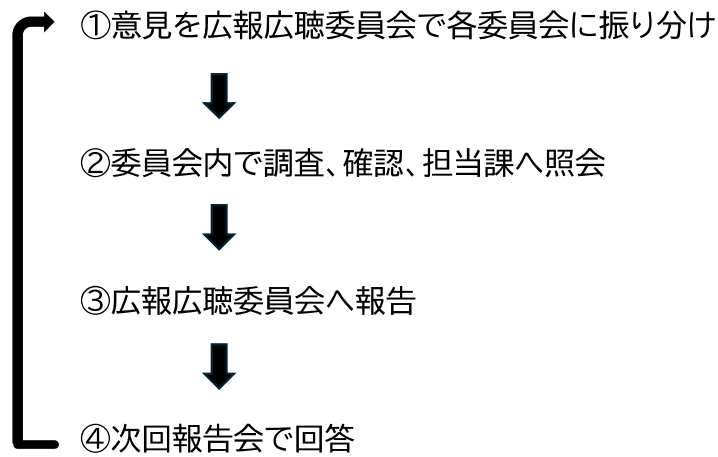 ①意見を広報広聴委員会で各委員会に振り分け
②委員会内で調査、確認、担当課へ照会
③広報広聴委員会へ報告
④次回報告会で回答